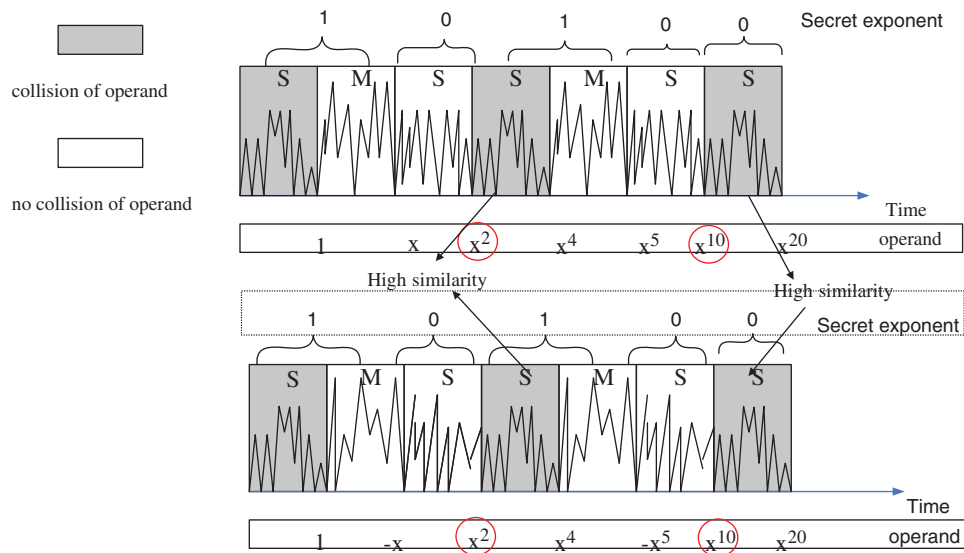 1 0 1 0 0 Secret exponent
collision of operand
S M S S M S S
no collision of operand
Time
operand
1 x x² x⁴ x⁵ x¹⁰ x²⁰
High similarity
High similarity
1 0 1 0 0 Secret exponent
S M S S M S S
Time
operand
1 -x x² x⁴ -x⁵ x¹⁰ x²⁰